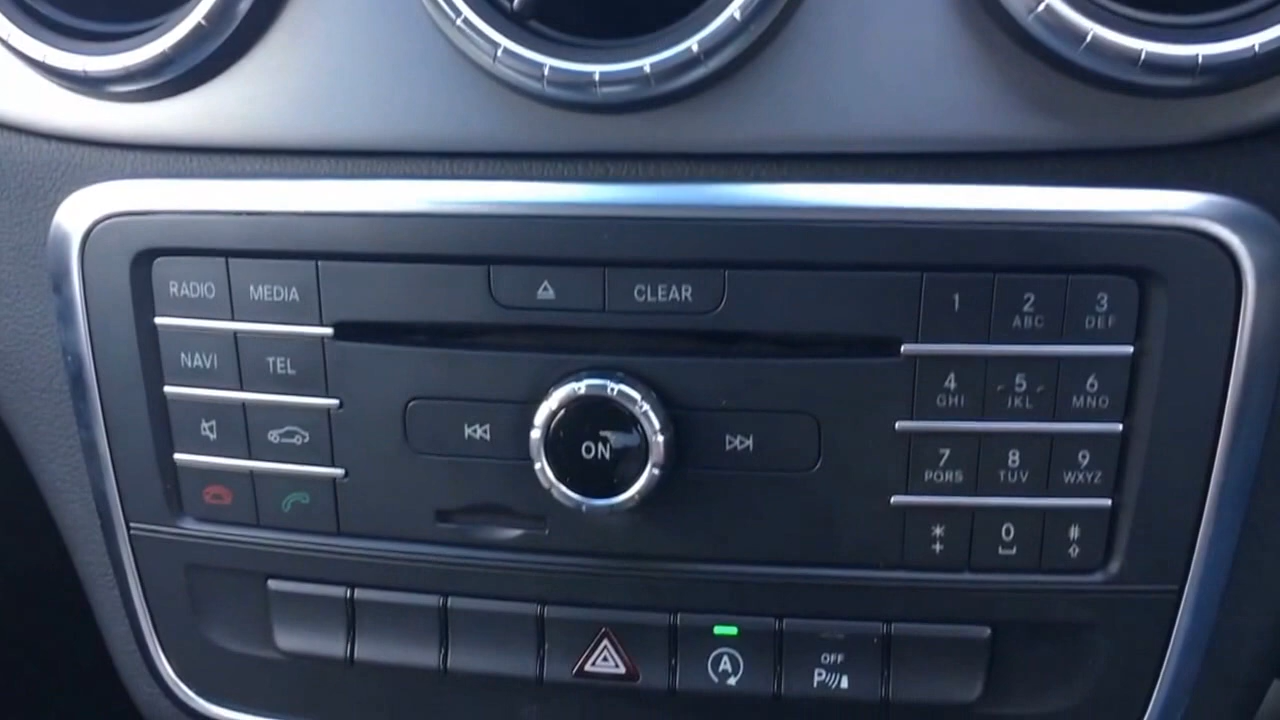 RADIO MEDIA CLEAR 1 2 3
ABC DEF
NAVI TEL 4 5 6
GHI JKL MNO
ON
7 8 9
PQRS TUV WXYZ
* 0 #
+
A OFF
P